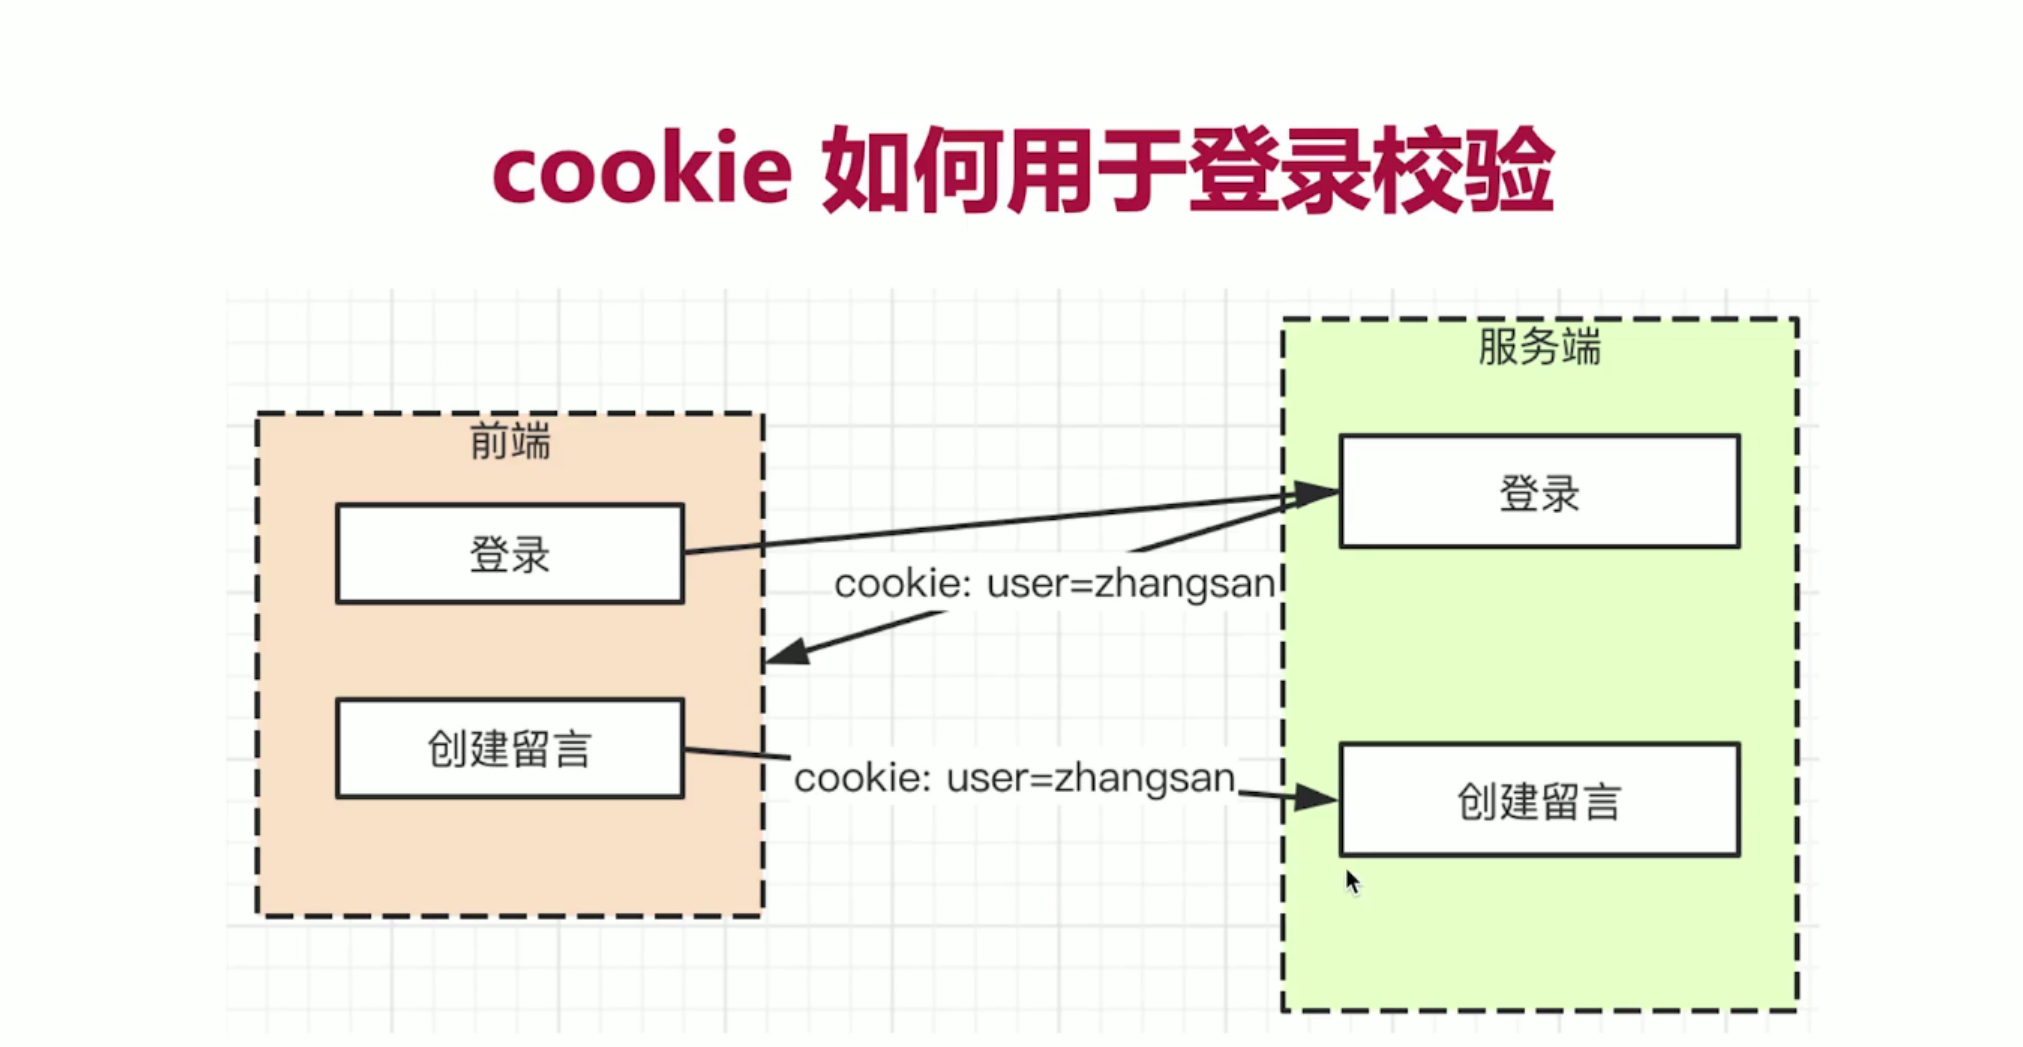 cookie 如何用于登录校验
服务端
前端
登录
登录
cookie: user=zhangsan
创建留言
cookie: user=zhangsan
创建留言